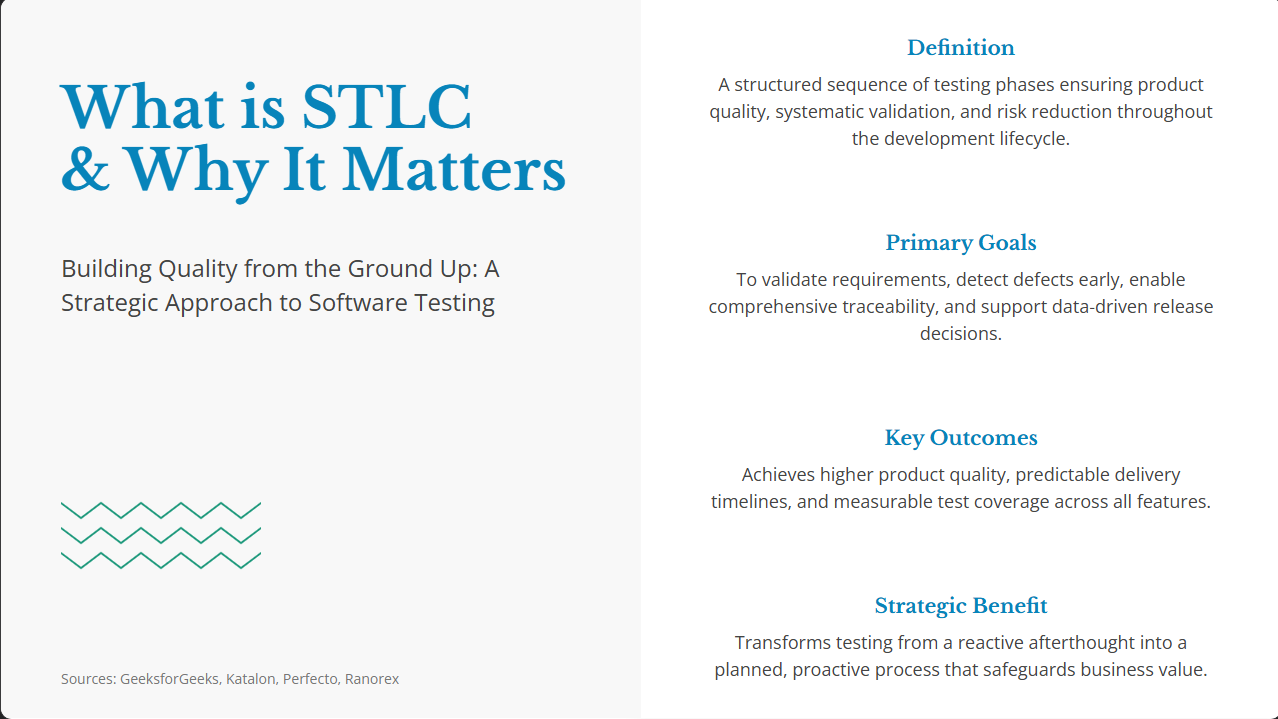 What is STLC
& Why It Matters
Building Quality from the Ground Up: A
Strategic Approach to Software Testing
Sources: GeeksforGeeks, Katalon, Perfecto, Ranorex
Definition
A structured sequence of testing phases ensuring product
quality, systematic validation, and risk reduction throughout
the development lifecycle.
Primary Goals
To validate requirements, detect defects early, enable
comprehensive traceability, and support data-driven release
decisions.
Key Outcomes
Achieves higher product quality, predictable delivery
timelines, and measurable test coverage across all features.
Strategic Benefit
Transforms testing from a reactive afterthought into a
planned, proactive process that safeguards business value.